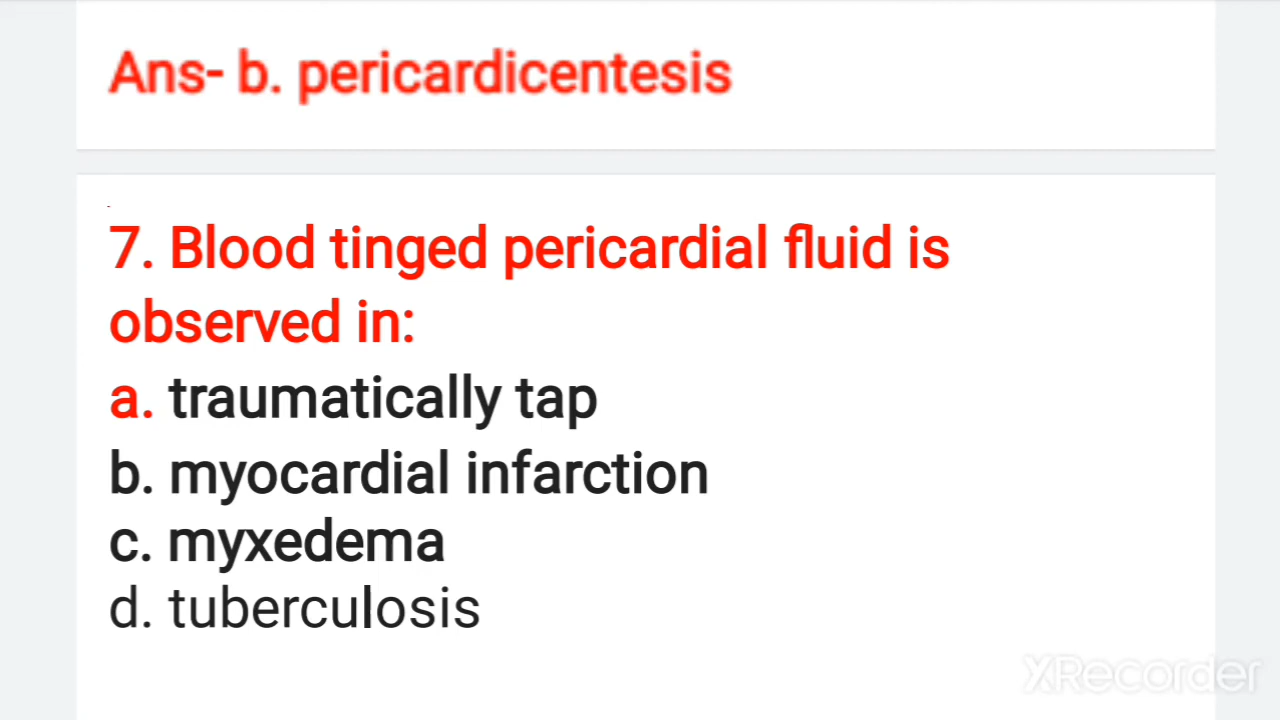 Ans- b. pericardicentesis
7. Blood tinged pericardial fluid is
observed in:
a. traumatically tap
b. myocardial infarction
c. myxedema
d. tuberculosis
XRecorder